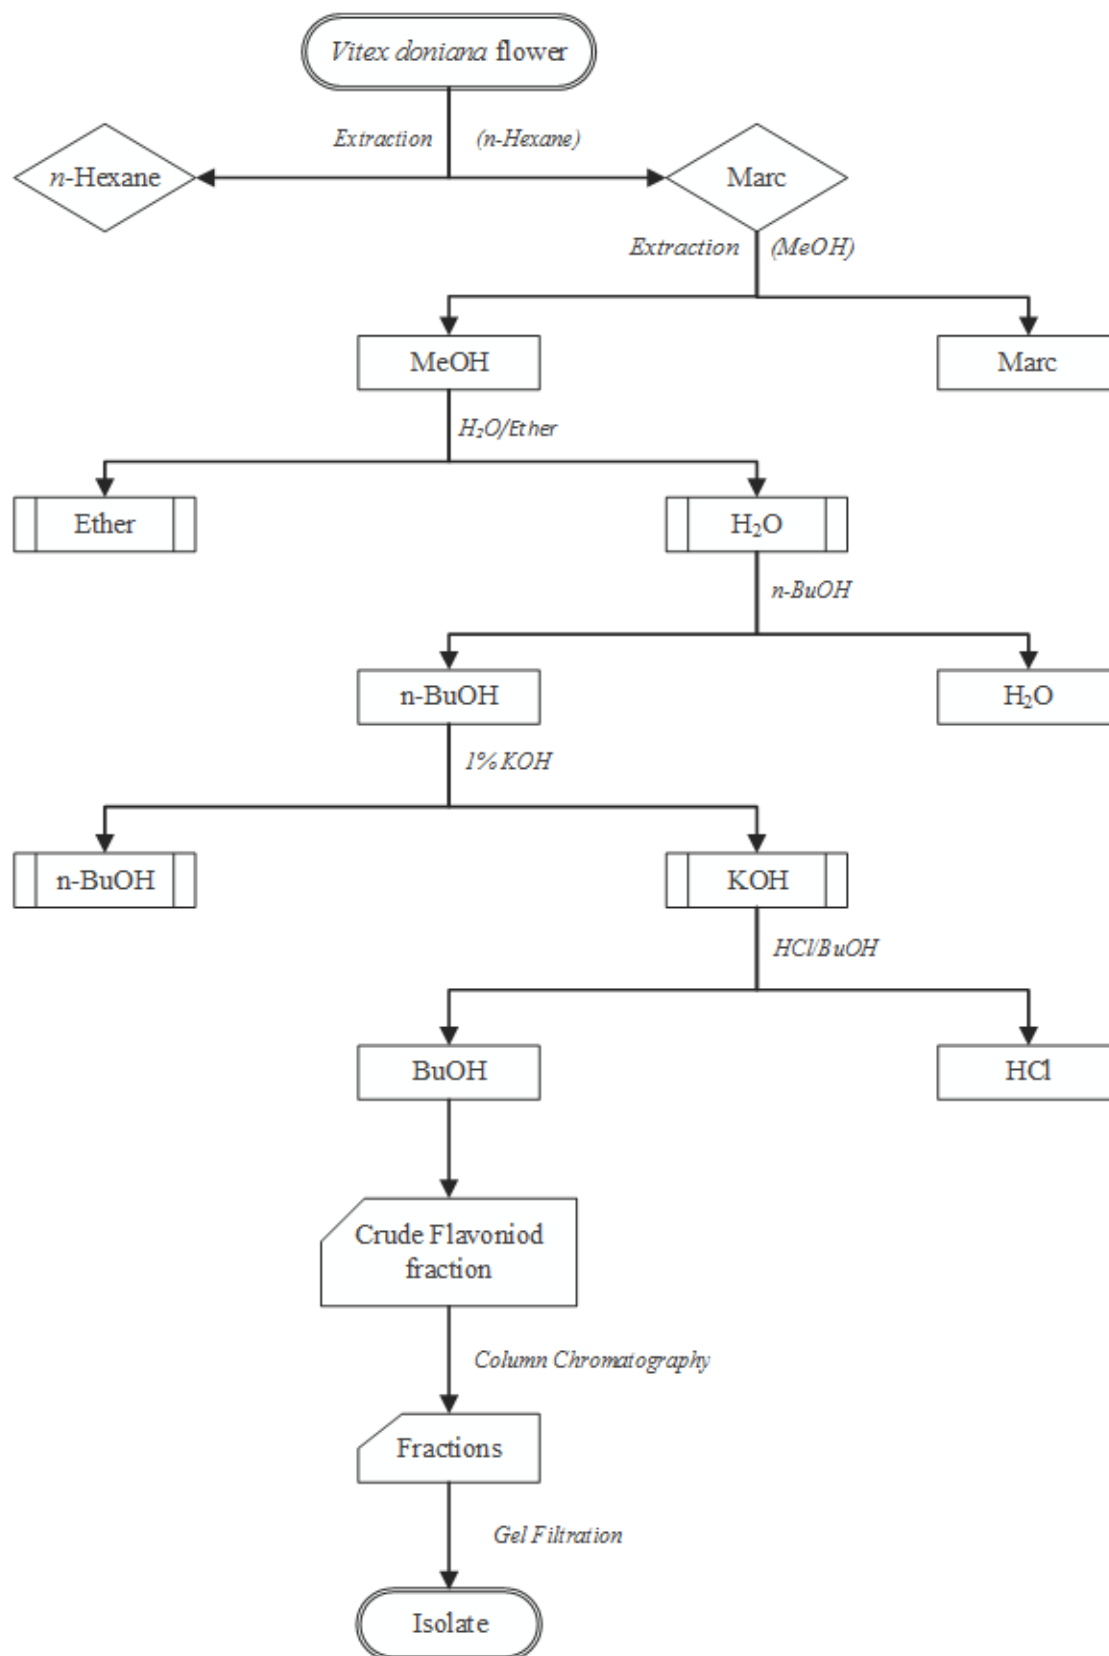 Vitex doniana flower
Extraction (n-Hexane)
n-Hexane
Marc
Extraction (MeOH)
MeOH
Marc
H₂O/Ether
Ether
H₂O
n-BuOH
n-BuOH
H₂O
1% KOH
n-BuOH
KOH
HCl/BuOH
BuOH
HCl
Crude Flavoniod
fraction
Column Chromatography
Fractions
Gel Filtration
Isolate